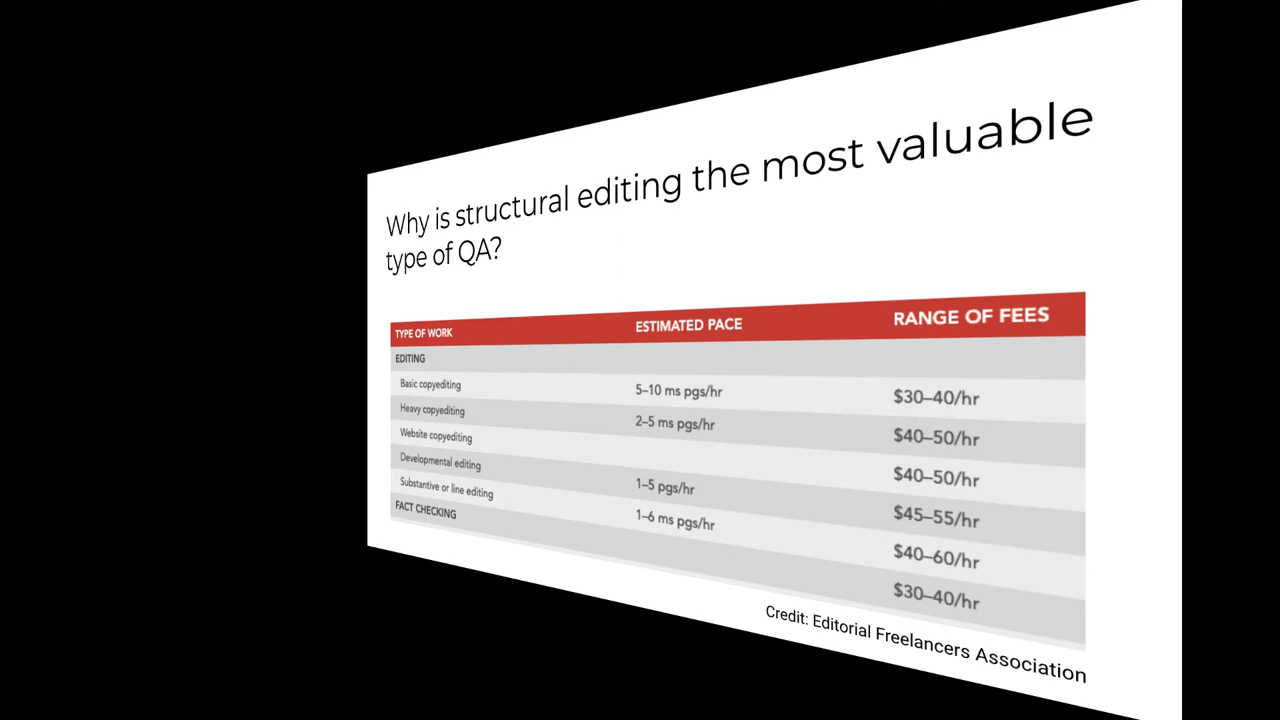 Why is structural editing the most valuable
type of QA?
TYPE OF WORK ESTIMATED PACE RANGE OF FEES
EDITING
Basic copyediting 5–10 ms pgs/hr $30–40/hr
Heavy copyediting 2–5 ms pgs/hr $40–50/hr
Website copyediting $40–50/hr
Developmental editing 1–5 pgs/hr $45–55/hr
Substantive or line editing 1–6 ms pgs/hr $40–60/hr
FACT CHECKING $30–40/hr
Credit: Editorial Freelancers Association